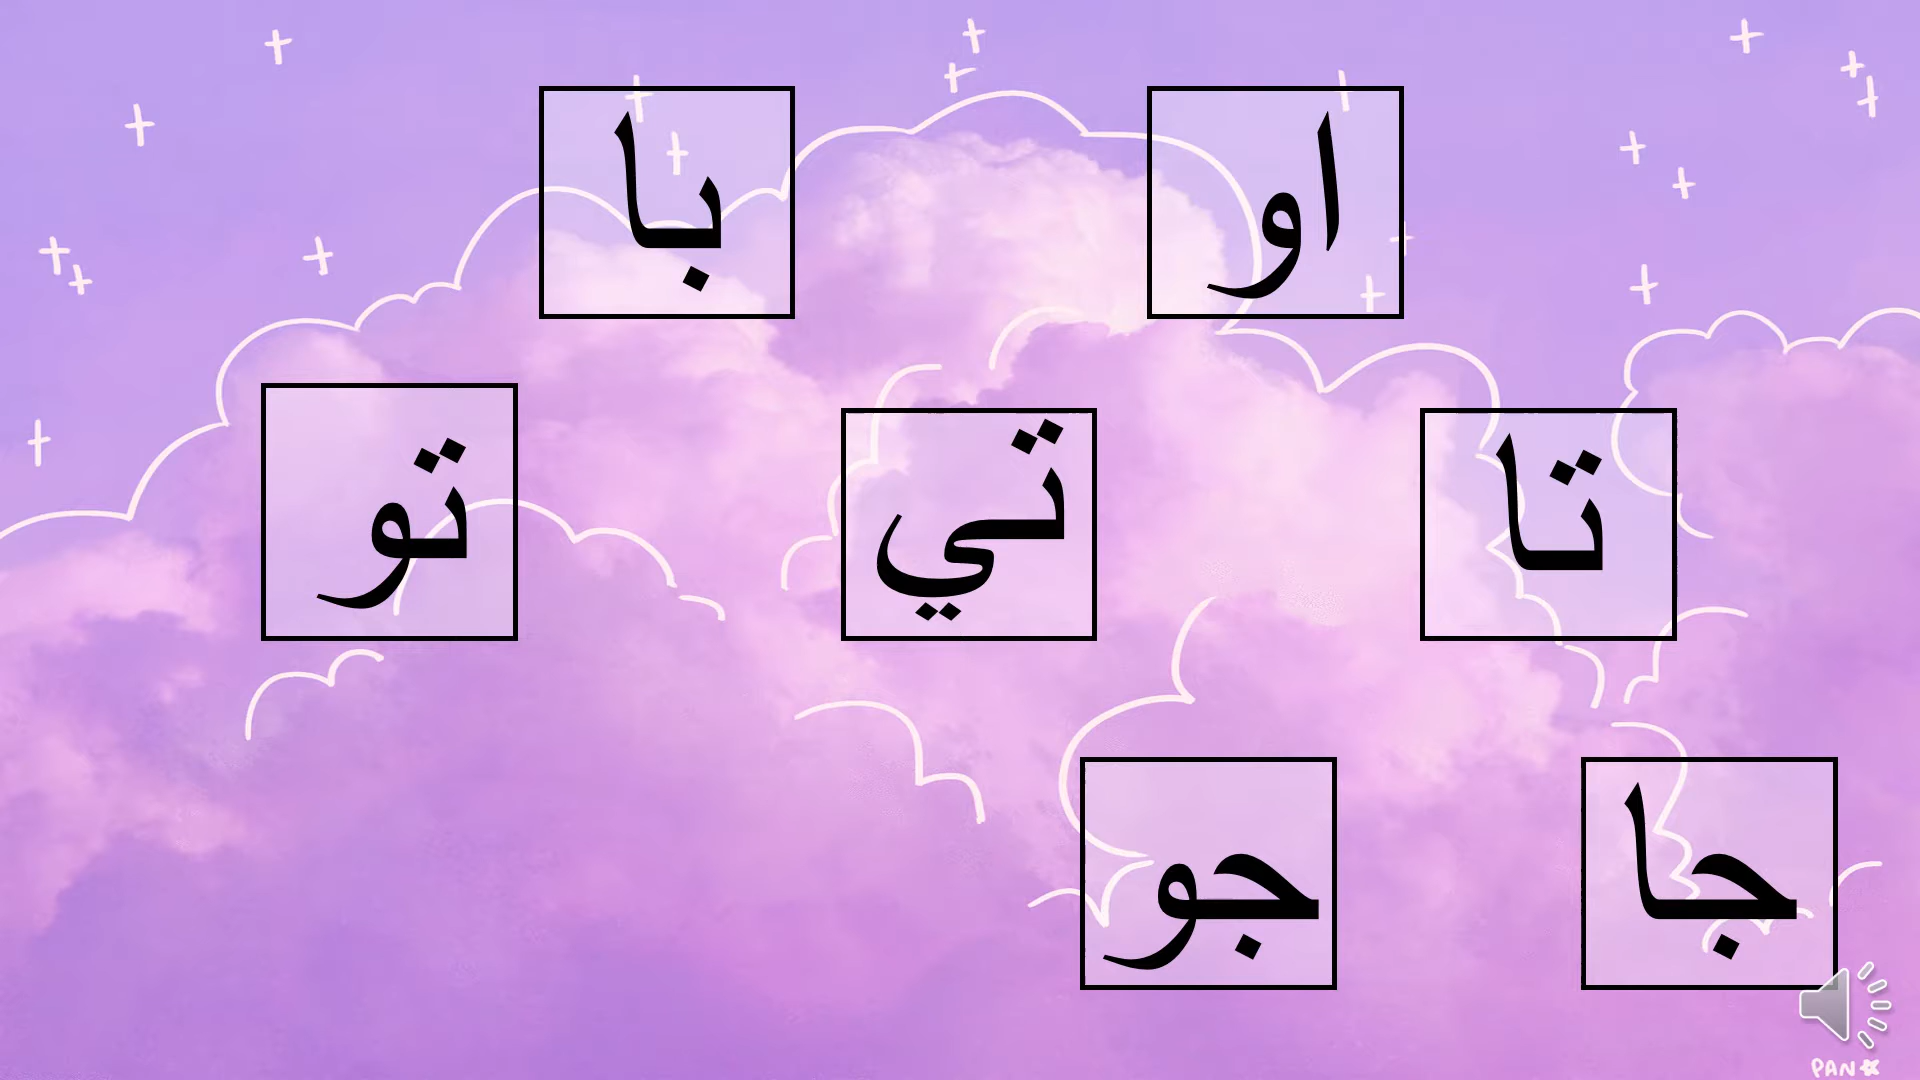 او با
تا تي تو
جا جو
PAN